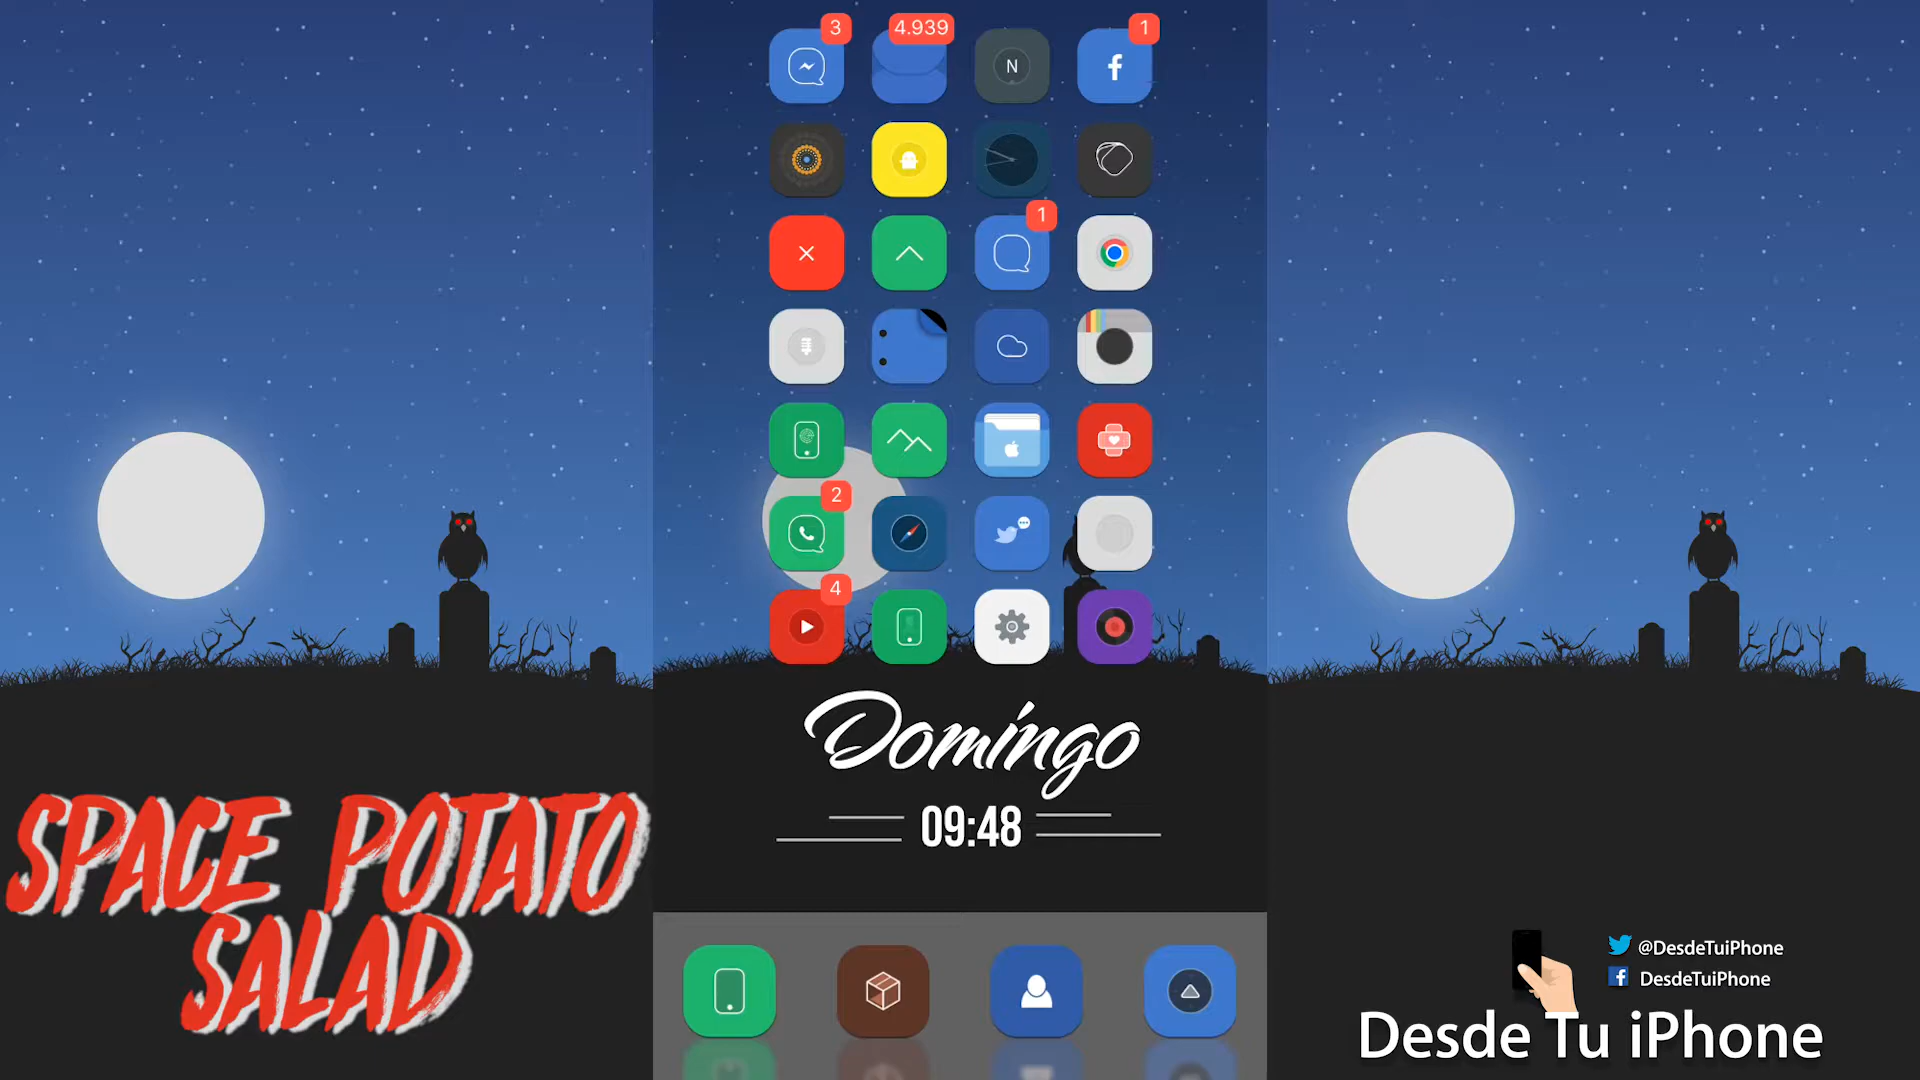 3
4.939
1
N
f
1
2
4
Domingo
09:48
SPACE POTATO
SALAD
@DesdeTuiPhone
f DesdeTuiPhone
Desde Tu iPhone